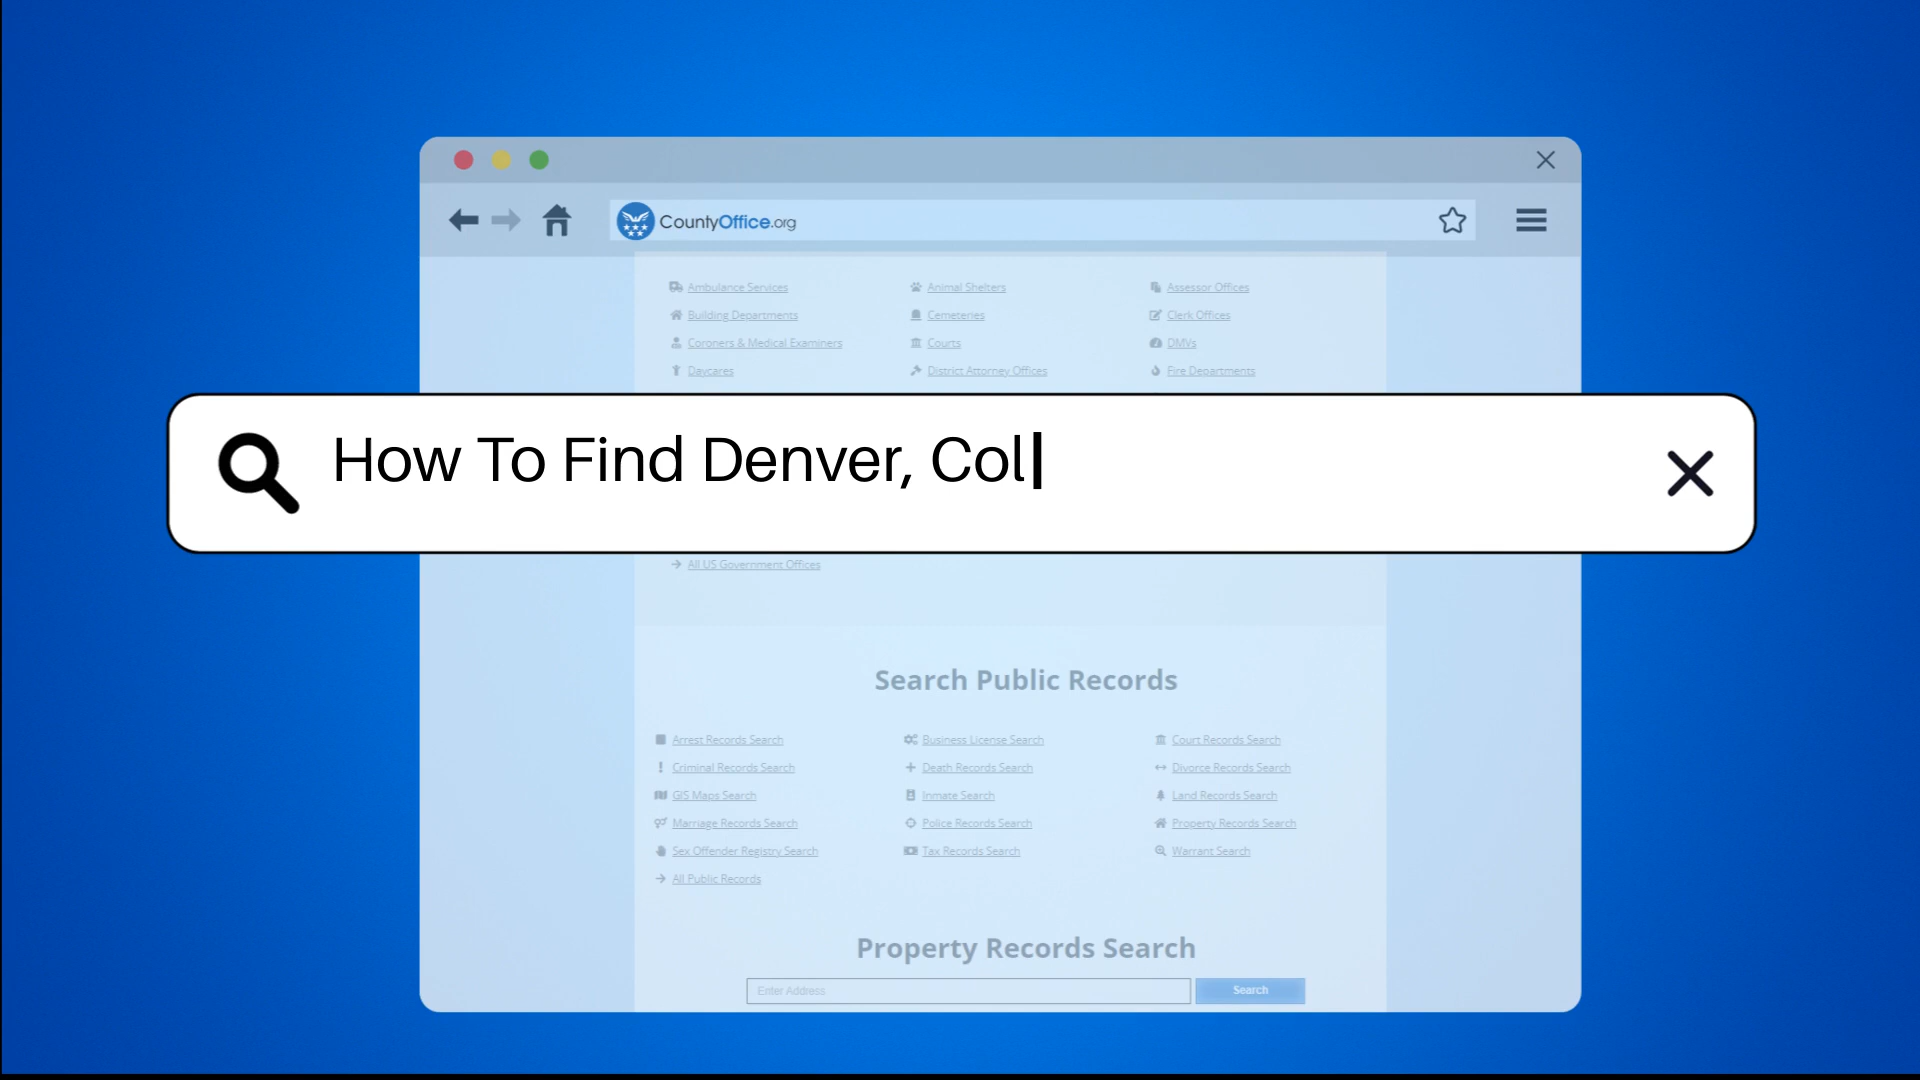 CountyOffice.org
Ambulance Services Animal Shelters Assessor Offices
Building Departments Cemeteries Clerk Offices
Coroners & Medical Examiners Courts DMVs
Daycares District Attorney Offices Fire Departments
How To Find Denver, Col
All US Government Offices
Search Public Records
Arrest Records Search Business License Search Court Records Search
Criminal Records Search Death Records Search Divorce Records Search
GIS Maps Search Inmate Search Land Records Search
Marriage Records Search Police Records Search Property Records Search
Sex Offender Registry Search Tax Records Search Warrant Search
All Public Records
Property Records Search
Enter Address Search